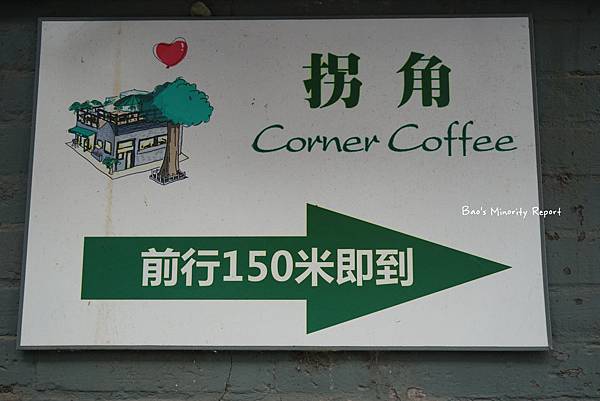 拐角
Corner Coffee
Bao's Minority Report
前行150米即到